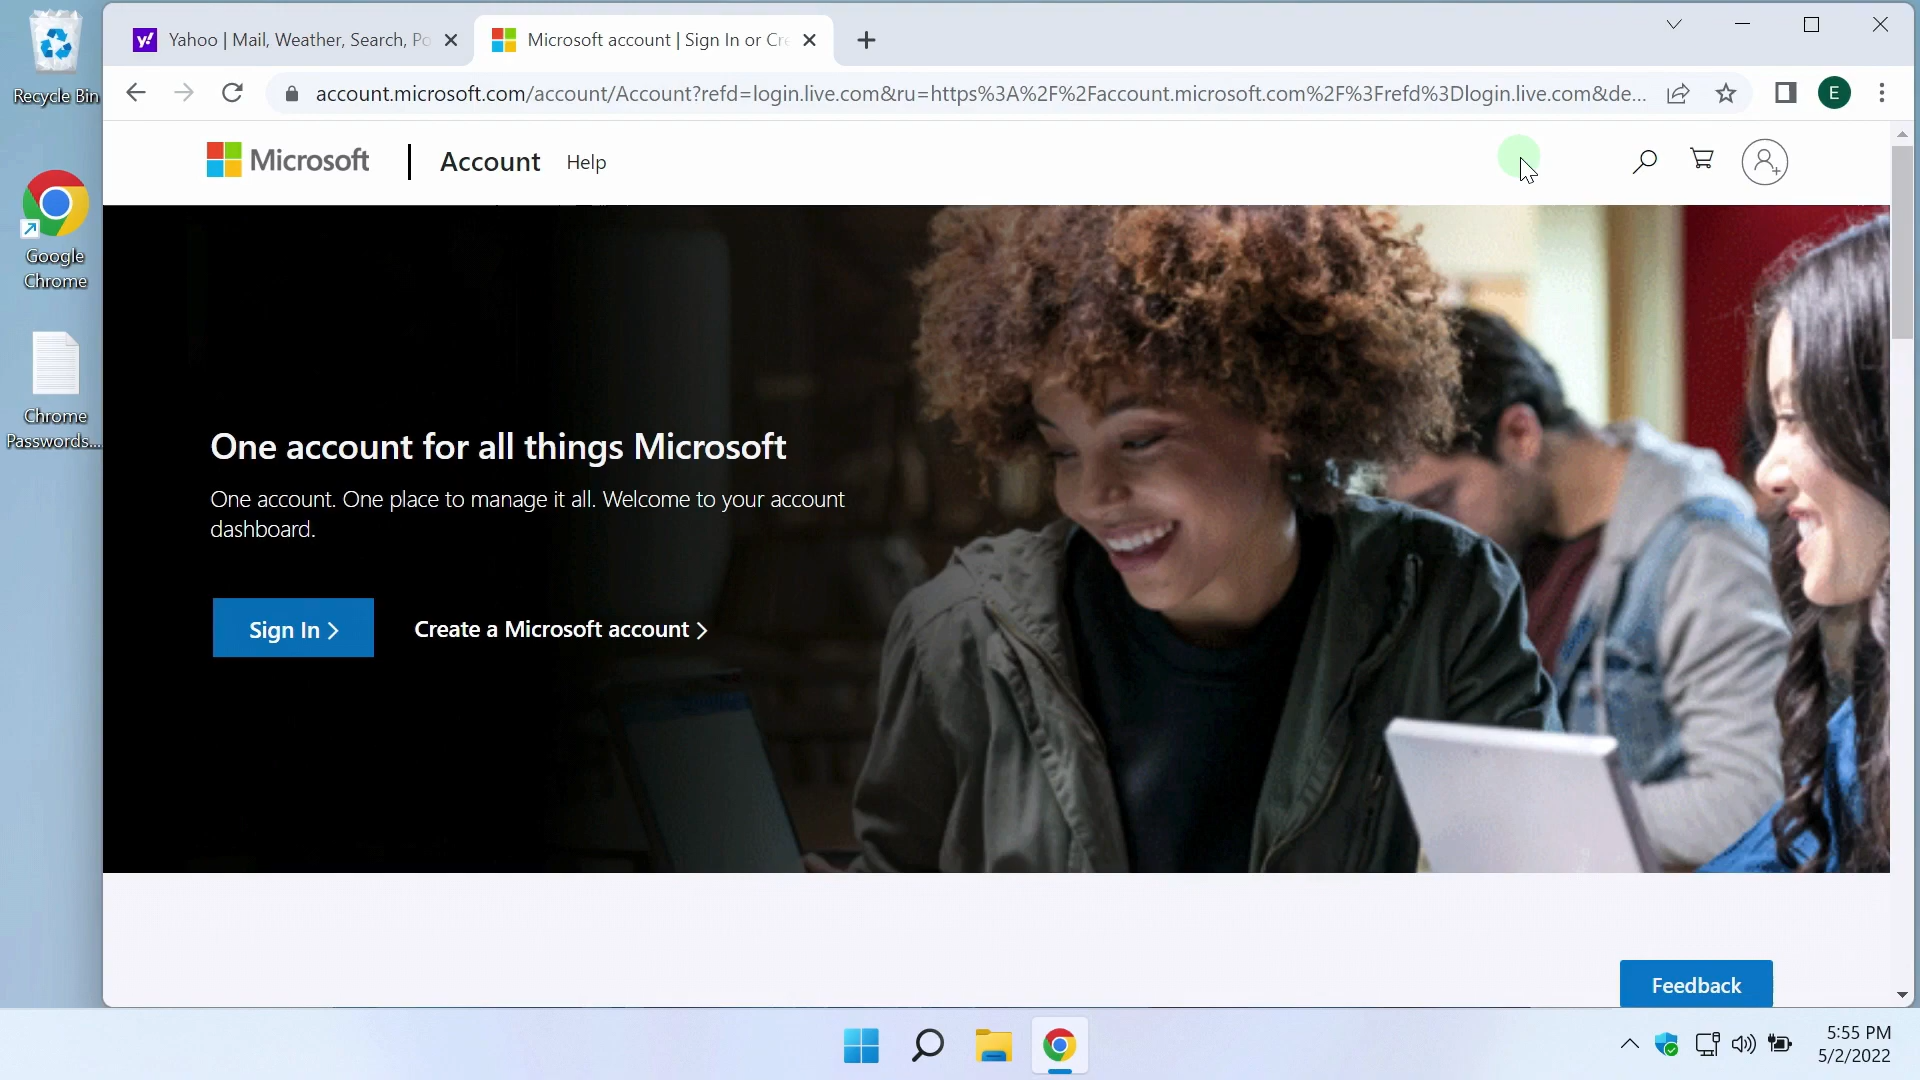 Recycle Bin
Google
Chrome
Chrome
Passwords...
Yahoo | Mail, Weather, Search, Po
Microsoft account | Sign In or Cre
account.microsoft.com/account/Account?refd=login.live.com&ru=https%3A%2F%2Faccount.microsoft.com%2F%3Frefd%3Dlogin.live.com&de...
E
Microsoft
Account
Help
One account for all things Microsoft
One account. One place to manage it all. Welcome to your account
dashboard.
Sign In >
Create a Microsoft account >
Feedback
5:55 PM
5/2/2022